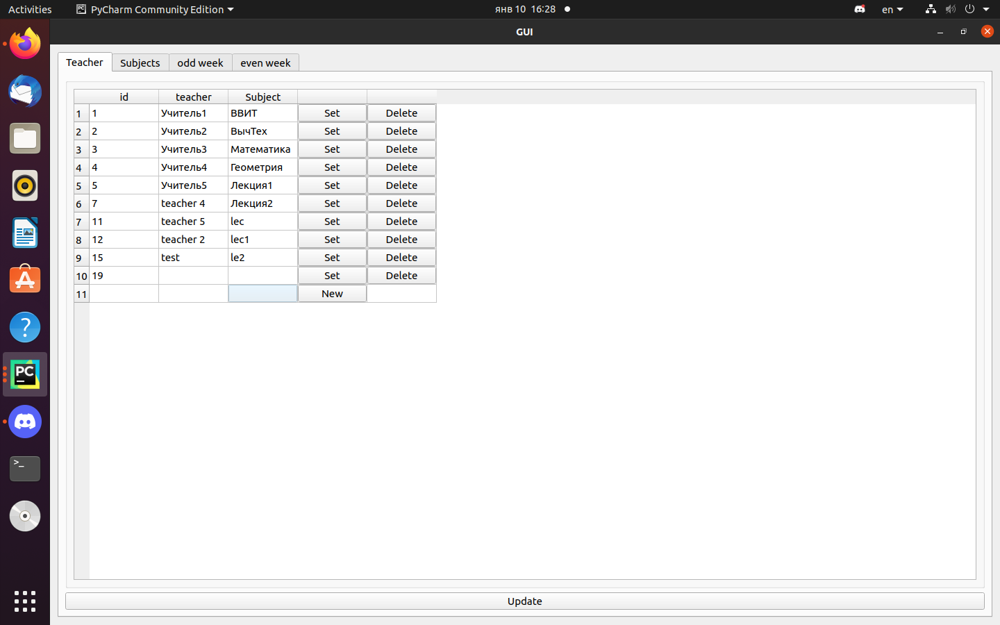 Activities PyCharm Community Edition янв 10 16:28 en
GUI
Teacher Subjects odd week even week
id teacher Subject
1 1 Учитель1 ВВИТ Set Delete
2 2 Учитель2 ВычТех Set Delete
3 3 Учитель3 Математика Set Delete
4 4 Учитель4 Геометрия Set Delete
5 5 Учитель5 Лекция1 Set Delete
6 7 teacher 4 Лекция2 Set Delete
7 11 teacher 5 lec Set Delete
8 12 teacher 2 lec1 Set Delete
9 15 test le2 Set Delete
10 19 Set Delete
11 New
PC
Update